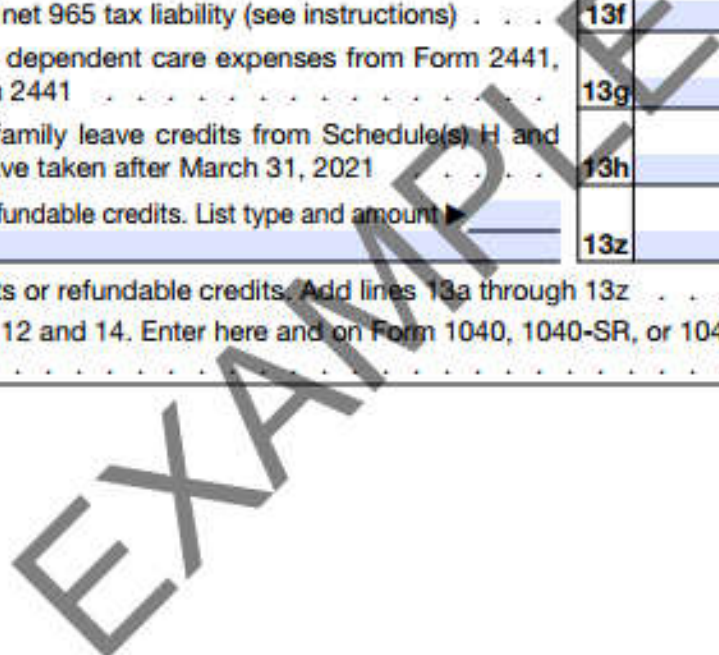 net 965 tax liability (see instructions) . . . 13f
dependent care expenses from Form 2441,
2441 . . . . . . . . . . . . . . . 13g
family leave credits from Schedule(s) H and
ve taken after March 31, 2021 . . . . . 13h
fundable credits. List type and amount ▶
13z
ts or refundable credits. Add lines 13a through 13z . .
12 and 14. Enter here and on Form 1040, 1040-SR, or 104
. . . . . . . . . . . . . . . . . . . . . . .
EXAMPLE